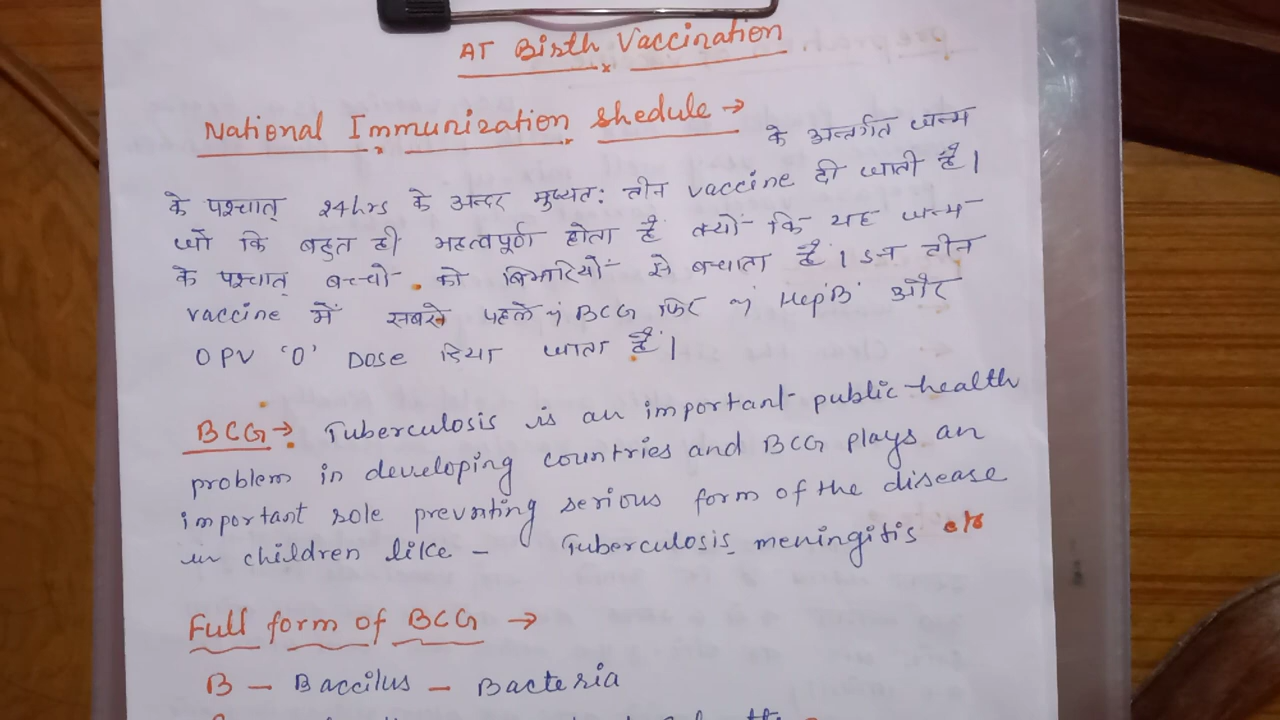 AT Birth Vaccination
National Immunization Shedule → के अन्तर्गत जन्म
के पश्चात् 24hrs के अन्दर मुख्यत: तीन vaccine दी जाती है।
जो कि बहुत ही महत्वपूर्ण होता है क्यों कि यह जन्म
के पश्चात् बच्चो को बिमारियों से बचाता है। इन तीन
vaccine में सबसे पहले BCG फिर HepB और
OPV '0' DOSE दिया जाता है।
BCG → Tuberculosis is an important public health
problem in developing countries and BCG plays an
important role prevnting serious form of the disease
in children like - Tuberculosis meningitis
Full form of BCG →
B - Baccilus - Bacteria